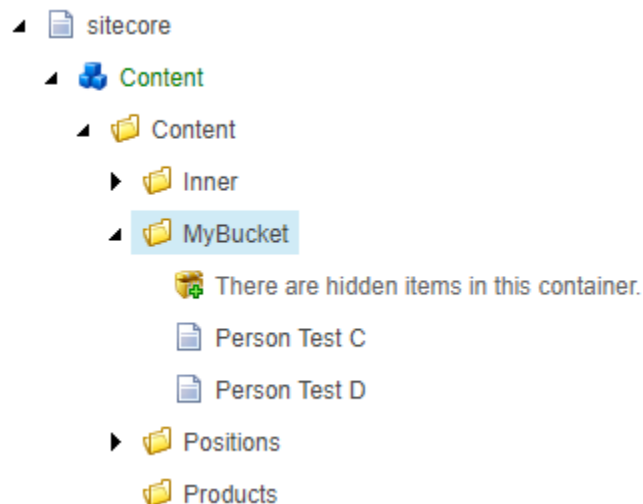 sitecore
Content
Content
Inner
MyBucket
There are hidden items in this container.
Person Test C
Person Test D
Positions
Products